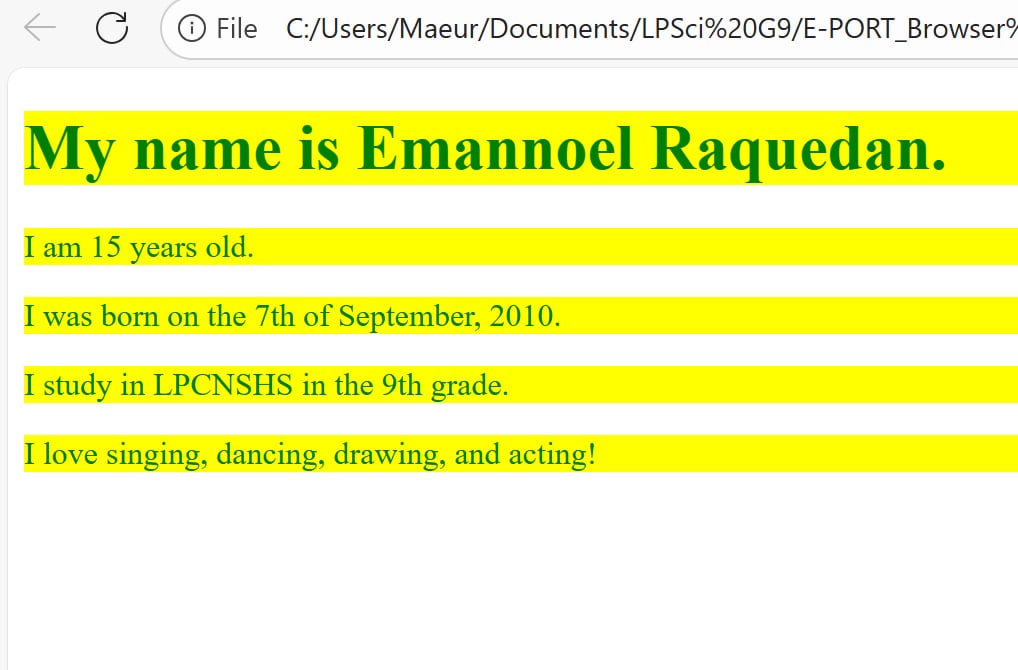 File C:/Users/Maeur/Documents/LPSci%20G9/E-PORT_Browser%
My name is Emannoel Raquedan.
I am 15 years old.
I was born on the 7th of September, 2010.
I study in LPCNSHS in the 9th grade.
I love singing, dancing, drawing, and acting!